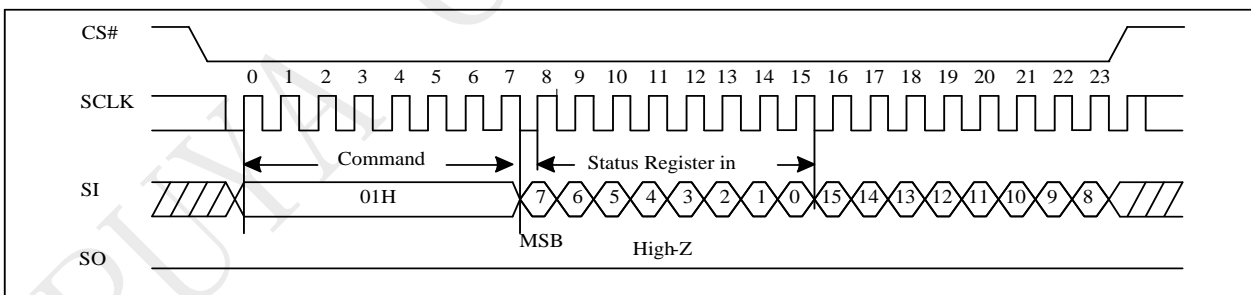 CS#
0 1 2 3 4 5 6 7 8 9 10 11 12 13 14 15 16 17 18 19 20 21 22 23
SCLK
Command Status Register in
SI 01H 7 6 5 4 3 2 1 0 15 14 13 12 11 10 9 8
MSB High-Z
SO
PUYA